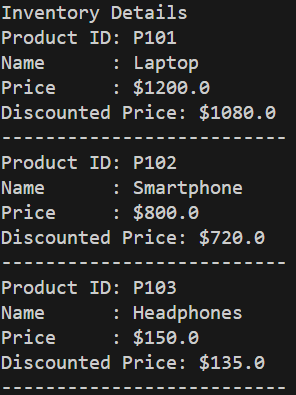 Inventory Details
Product ID: P101
Name      : Laptop
Price     : $1200.0
Discounted Price: $1080.0
--------------------------
Product ID: P102
Name      : Smartphone
Price     : $800.0
Discounted Price: $720.0
--------------------------
Product ID: P103
Name      : Headphones
Price     : $150.0
Discounted Price: $135.0
--------------------------